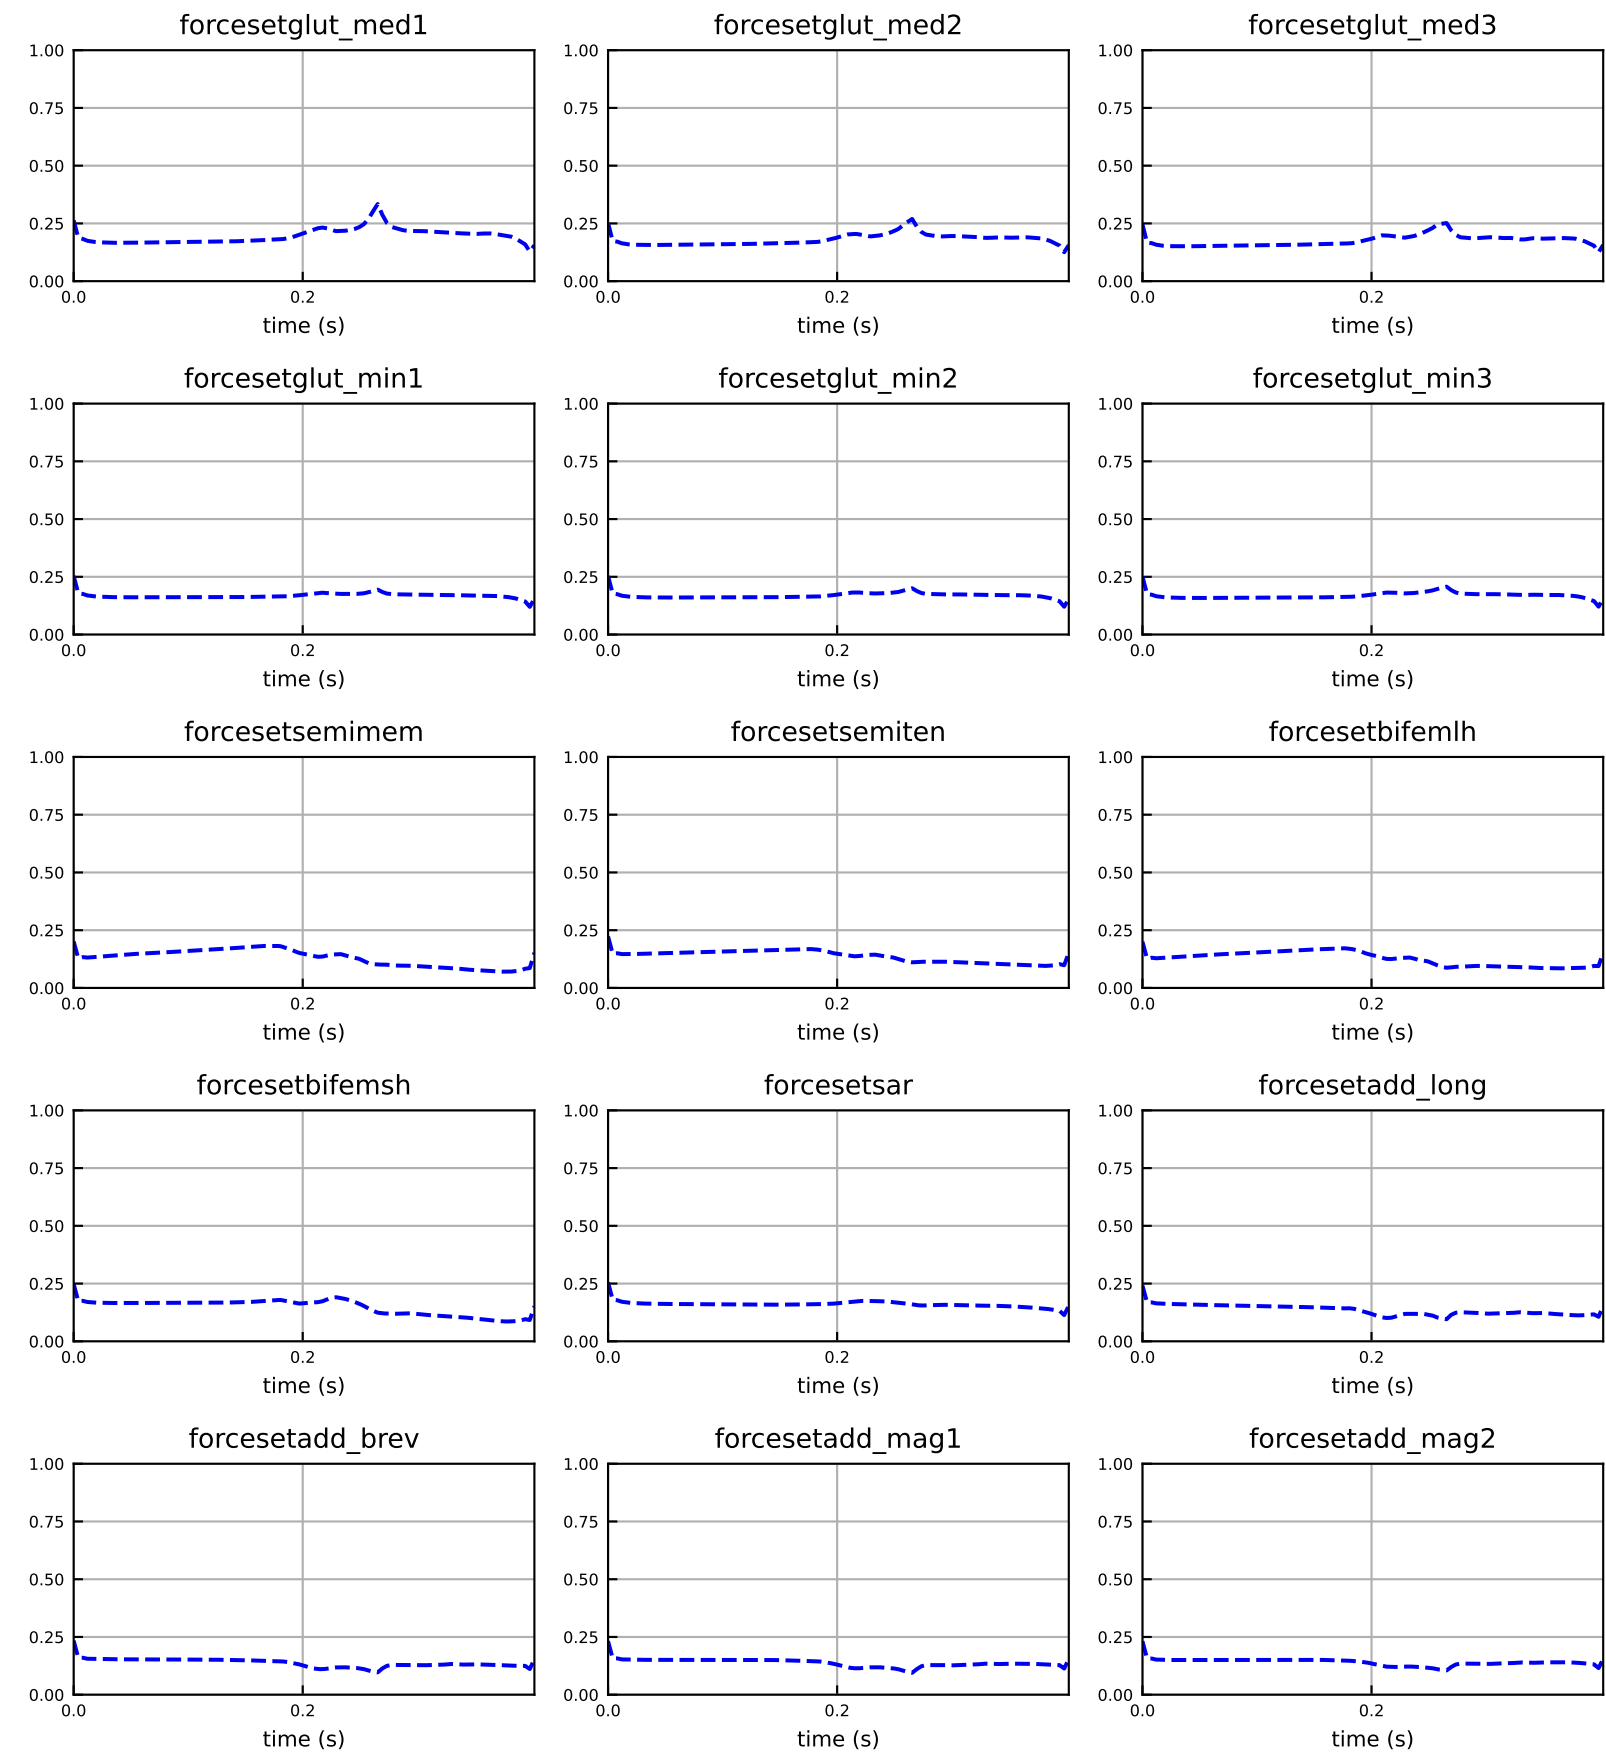 forcesetglut_med1 forcesetglut_med2 forcesetglut_med3
1.00 1.00 1.00
0.75 0.75 0.75
0.50 0.50 0.50
0.25 0.25 0.25
0.00 0.00 0.00
0.0 0.2 0.0 0.2 0.0 0.2
time (s) time (s) time (s)
forcesetglut_min1 forcesetglut_min2 forcesetglut_min3
1.00 1.00 1.00
0.75 0.75 0.75
0.50 0.50 0.50
0.25 0.25 0.25
0.00 0.00 0.00
0.0 0.2 0.0 0.2 0.0 0.2
time (s) time (s) time (s)
forcesetsemimem forcesetsemiten forcesetbifemlh
1.00 1.00 1.00
0.75 0.75 0.75
0.50 0.50 0.50
0.25 0.25 0.25
0.00 0.00 0.00
0.0 0.2 0.0 0.2 0.0 0.2
time (s) time (s) time (s)
forcesetbifemsh forcesetsar forcesetadd_long
1.00 1.00 1.00
0.75 0.75 0.75
0.50 0.50 0.50
0.25 0.25 0.25
0.00 0.00 0.00
0.0 0.2 0.0 0.2 0.0 0.2
time (s) time (s) time (s)
forcesetadd_brev forcesetadd_mag1 forcesetadd_mag2
1.00 1.00 1.00
0.75 0.75 0.75
0.50 0.50 0.50
0.25 0.25 0.25
0.00 0.00 0.00
0.0 0.2 0.0 0.2 0.0 0.2
time (s) time (s) time (s)